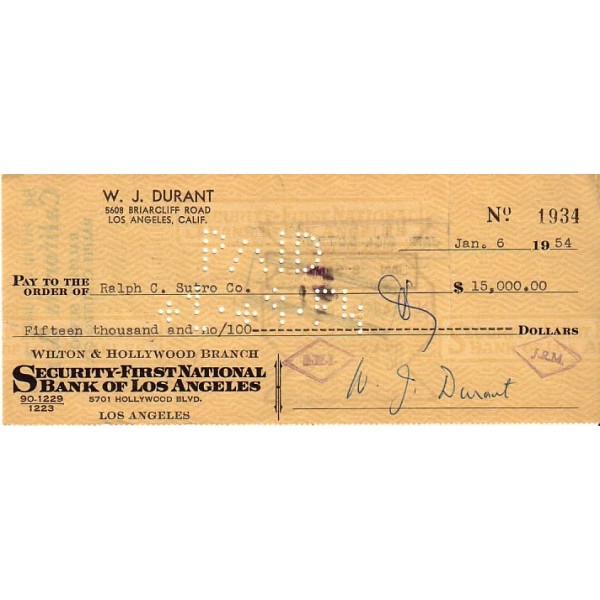 W. J. DURANT
5608 BRIARCLIFF ROAD
LOS ANGELES, CALIF.
Nº 1934
Jan. 6 1954
PAID
PAY TO THE
ORDER OF Ralph C. Sutro Co. $ 15,000.00
Fifteen thousand and no/100 DOLLARS
WILTON & HOLLYWOOD BRANCH
SECURITY-FIRST NATIONAL
BANK OF LOS ANGELES
90-1229
1223
5701 HOLLYWOOD BLVD.
LOS ANGELES
J.R.M.
W. J. Durant